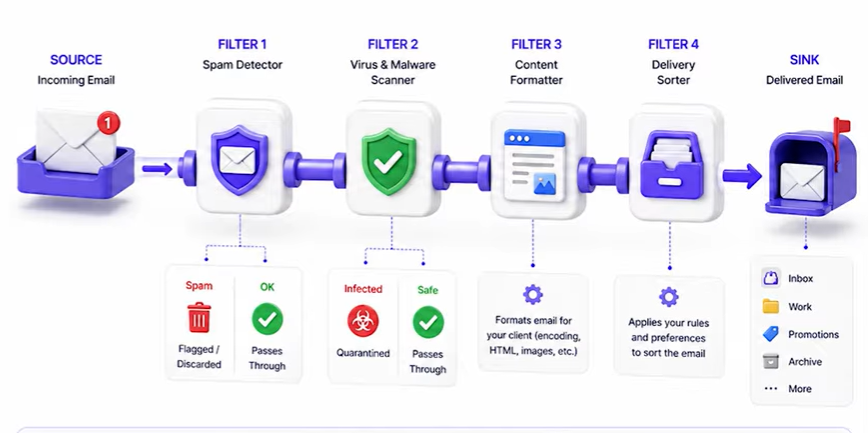 SOURCE
Incoming Email
1
FILTER 1
Spam Detector
FILTER 2
Virus & Malware
Scanner
FILTER 3
Content
Formatter
FILTER 4
Delivery
Sorter
SINK
Delivered Email
Spam
Flagged /
Discarded
OK
Passes
Through
Infected
Quarantined
Safe
Passes
Through
Formats email for
your client (encoding,
HTML, images, etc.)
Applies your rules
and preferences
to sort the email
Inbox
Work
Promotions
Archive
More